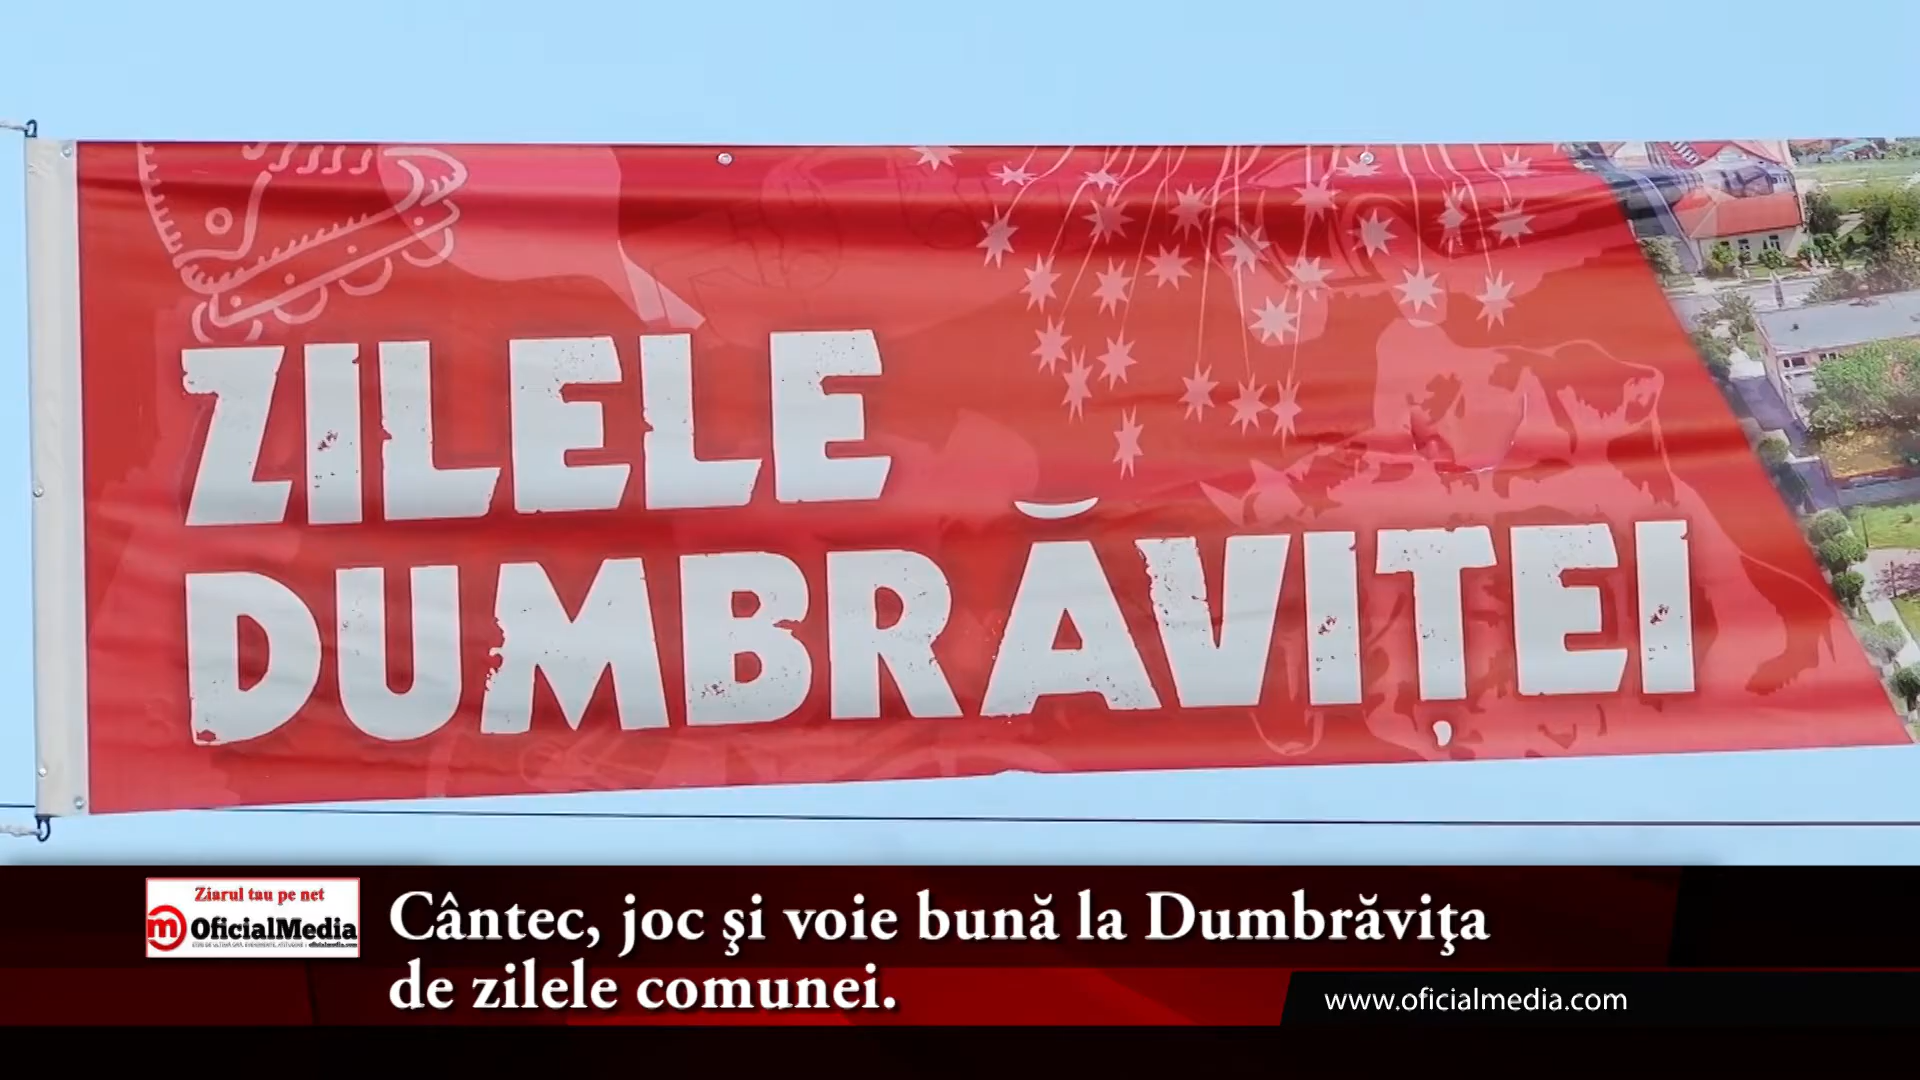 ZILELE
DUMBRĂVIȚEI
Ziarul tau pe net
m OficialMedia
Cântec, joc şi voie bună la Dumbrăviţa
de zilele comunei.
www.oficialmedia.com